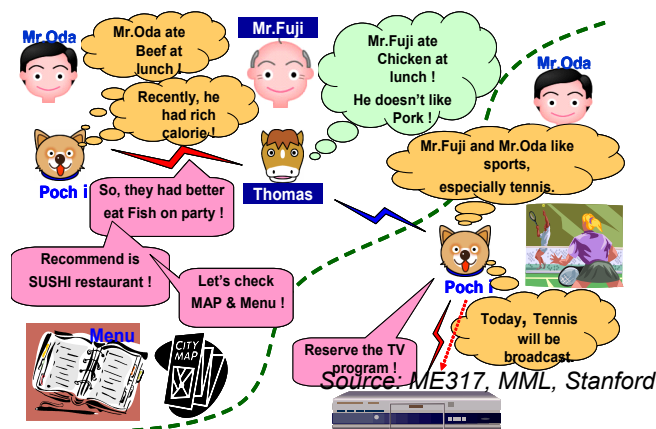 Mr.Oda
Mr.Oda ate
Beef at
lunch !
Recently, he
had rich
calorie !
Poch i
Mr.Fuji
Mr.Fuji ate
Chicken at
lunch !
He doesn't like
Pork !
Thomas
Mr.Oda
Mr.Fuji and Mr.Oda like
sports,
especially tennis.
So, they had better
eat Fish on party !
Recommend is
SUSHI restaurant !
Let's check
MAP & Menu !
Poch i
Today, Tennis
will be
broadcast.
Reserve the TV
program !
Menu
CITY
MAP
Source: ME317, MML, Stanford